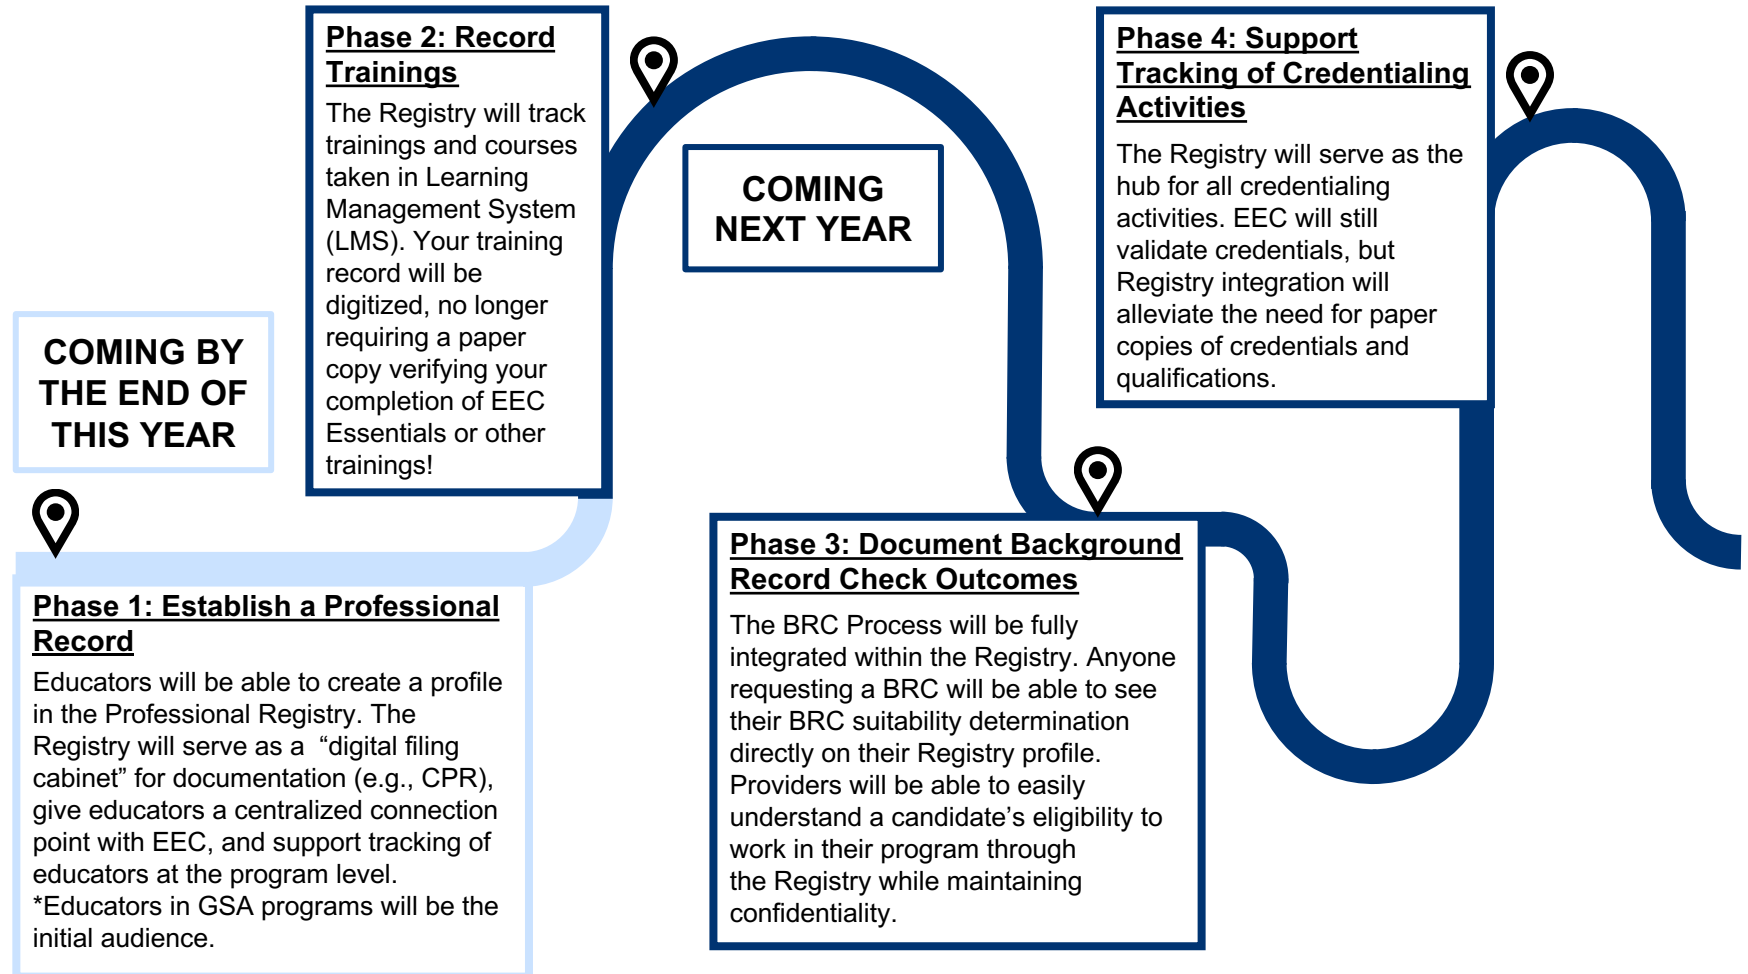 COMING BY
THE END OF
THIS YEAR
Phase 1: Establish a Professional
Record
Educators will be able to create a profile
in the Professional Registry. The
Registry will serve as a “digital filing
cabinet” for documentation (e.g., CPR),
give educators a centralized connection
point with EEC, and support tracking of
educators at the program level.
*Educators in GSA programs will be the
initial audience.
Phase 2: Record
Trainings
The Registry will track
trainings and courses
taken in Learning
Management System
(LMS). Your training
record will be
digitized, no longer
requiring a paper
copy verifying your
completion of EEC
Essentials or other
trainings!
COMING
NEXT YEAR
Phase 3: Document Background
Record Check Outcomes
The BRC Process will be fully
integrated within the Registry. Anyone
requesting a BRC will be able to see
their BRC suitability determination
directly on their Registry profile.
Providers will be able to easily
understand a candidate’s eligibility to
work in their program through
the Registry while maintaining
confidentiality.
Phase 4: Support
Tracking of Credentialing
Activities
The Registry will serve as the
hub for all credentialing
activities. EEC will still
validate credentials, but
Registry integration will
alleviate the need for paper
copies of credentials and
qualifications.